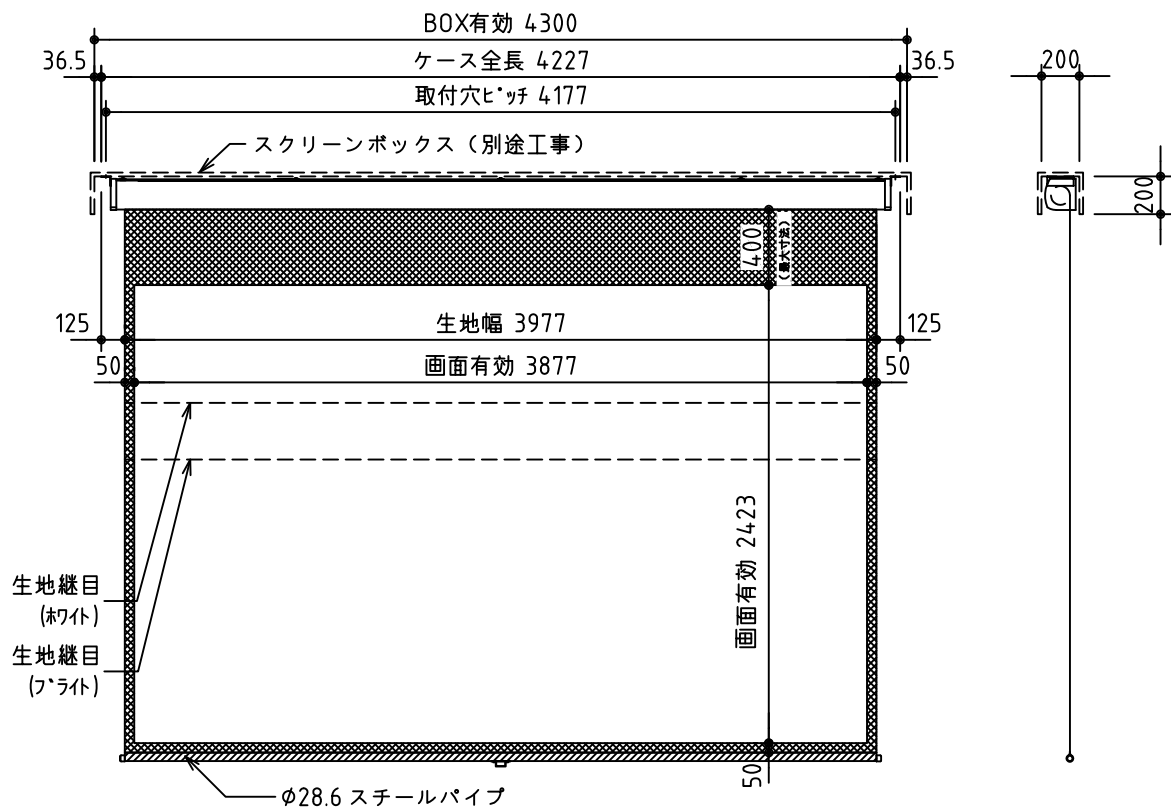 BOX有効 4300
36.5
ケース全長 4227
36.5
200
取付穴ピッチ 4177
スクリーンボックス（別途工事）
200
400
(最大寸法)
125
生地幅 3977
125
50
画面有効 3877
50
画面有効 2423
生地継目
(ホワイト)
生地継目
(ブライト)
50
Φ28.6 スチールパイプ